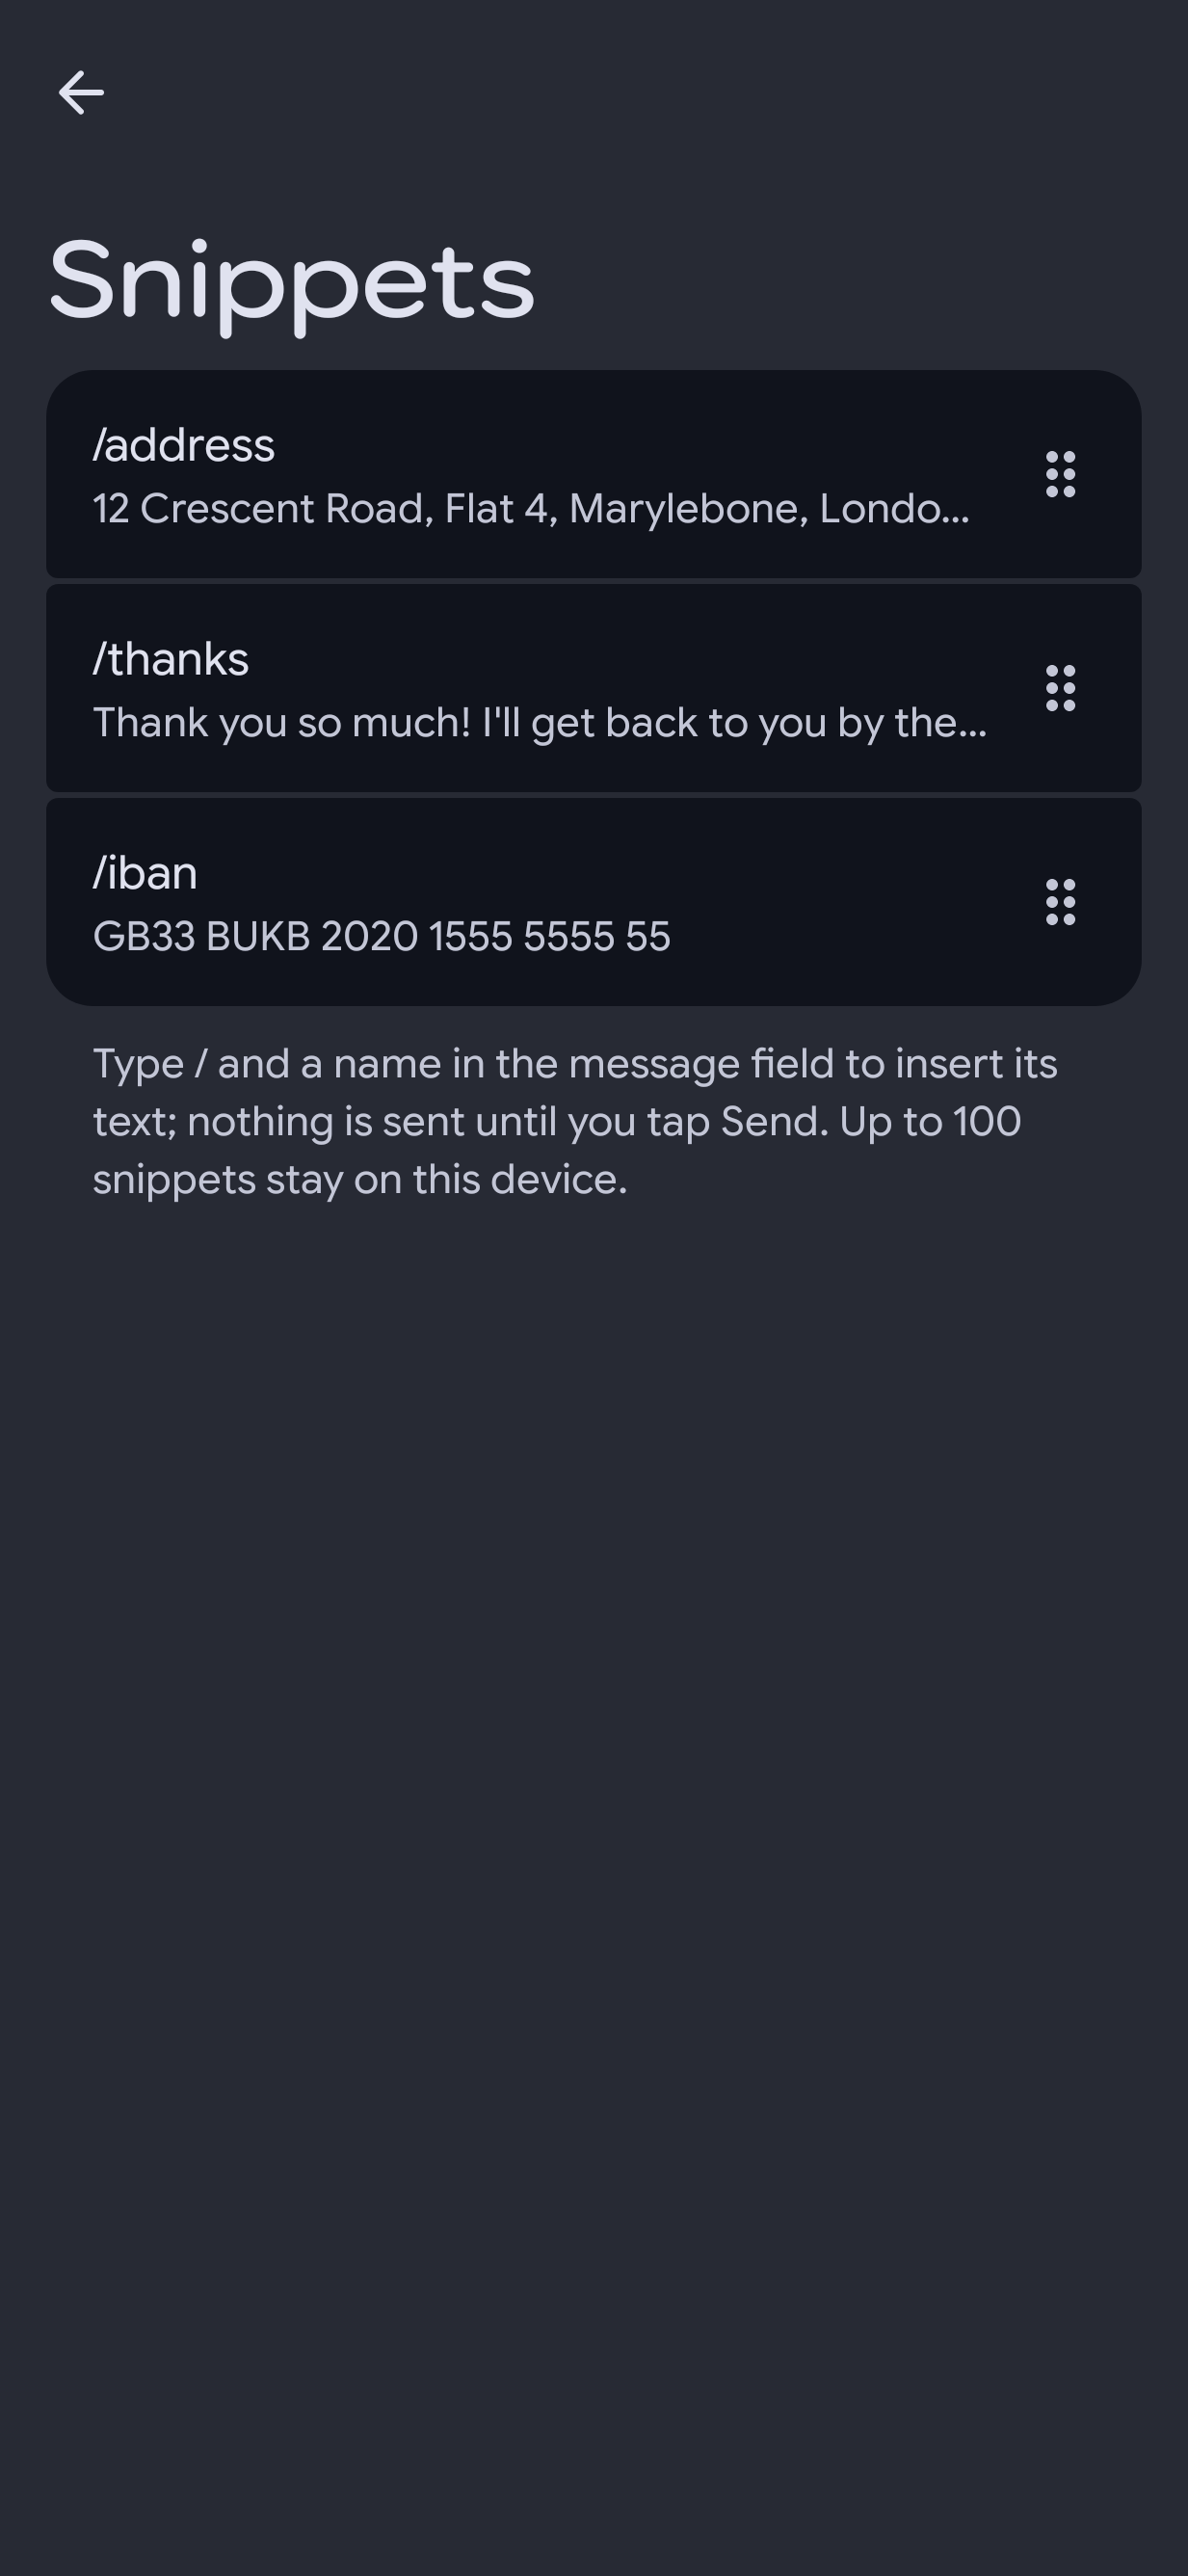 Snippets
/address
12 Crescent Road, Flat 4, Marylebone, Londo...
/thanks
Thank you so much! I'll get back to you by the...
/iban
GB33 BUKB 2020 1555 5555 55
Type / and a name in the message field to insert its
text; nothing is sent until you tap Send. Up to 100
snippets stay on this device.